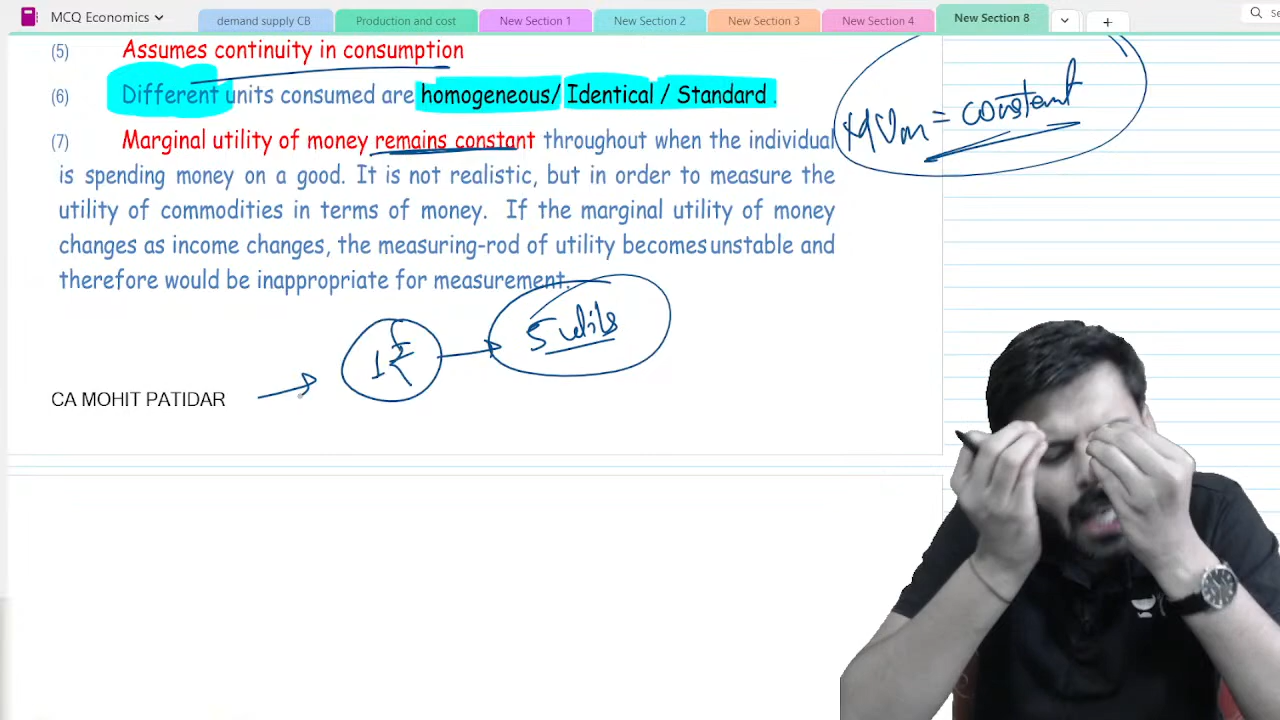 MCQ Economics
demand supply CB
Production and cost
New Section 1
New Section 2
New Section 3
New Section 4
New Section 8
+
(5) Assumes continuity in consumption
(6) Different units consumed are homogeneous/ Identical / Standard .
(7) Marginal utility of money remains constant throughout when the individual
is spending money on a good. It is not realistic, but in order to measure the
utility of commodities in terms of money. If the marginal utility of money
changes as income changes, the measuring-rod of utility becomes unstable and
therefore would be inappropriate for measurement.
MUm = constant
1₹
5 utils
CA MOHIT PATIDAR